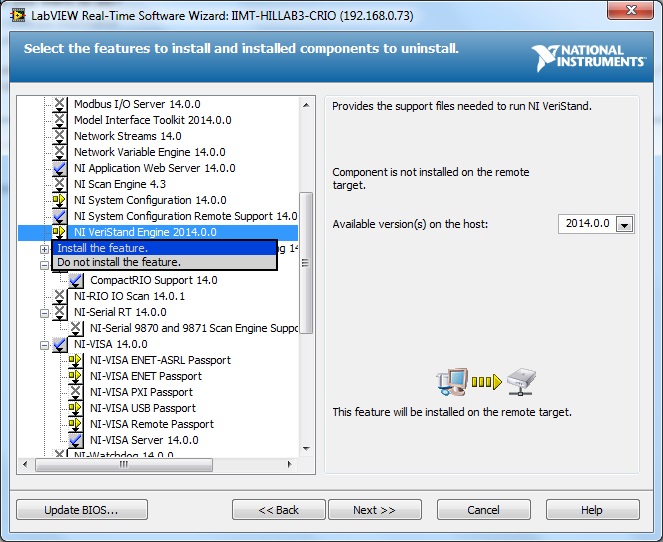 LabVIEW Real-Time Software Wizard: IIMT-HILLAB3-CRIO (192.168.0.73)
Select the features to install and installed components to uninstall.
NATIONAL
INSTRUMENTS
Modbus I/O Server 14.0.0
Model Interface Toolkit 2014.0.0
Network Streams 14.0
Network Variable Engine 14.0.0
NI Application Web Server 14.0.0
NI Scan Engine 4.3
NI System Configuration 14.0.0
NI System Configuration Remote Support 14.0
NI VeriStand Engine 2014.0.0
Install the feature.
ng 14
Do not install the feature.
CompactRIO Support 14.0
NI-RIO IO Scan 14.0.1
NI-Serial RT 14.0.0
NI-Serial 9870 and 9871 Scan Engine Suppo
NI-VISA 14.0.0
NI-VISA ENET-ASRL Passport
NI-VISA ENET Passport
NI-VISA PXI Passport
NI-VISA USB Passport
NI-VISA Remote Passport
NI-VISA Server 14.0.0
NI-Watchdog 14.0.0
Provides the support files needed to run NI VeriStand.
Component is not installed on the remote
target.
Available version(s) on the host:
2014.0.0
This feature will be installed on the remote target.
Update BIOS...
<< Back
Next >>
Cancel
Help